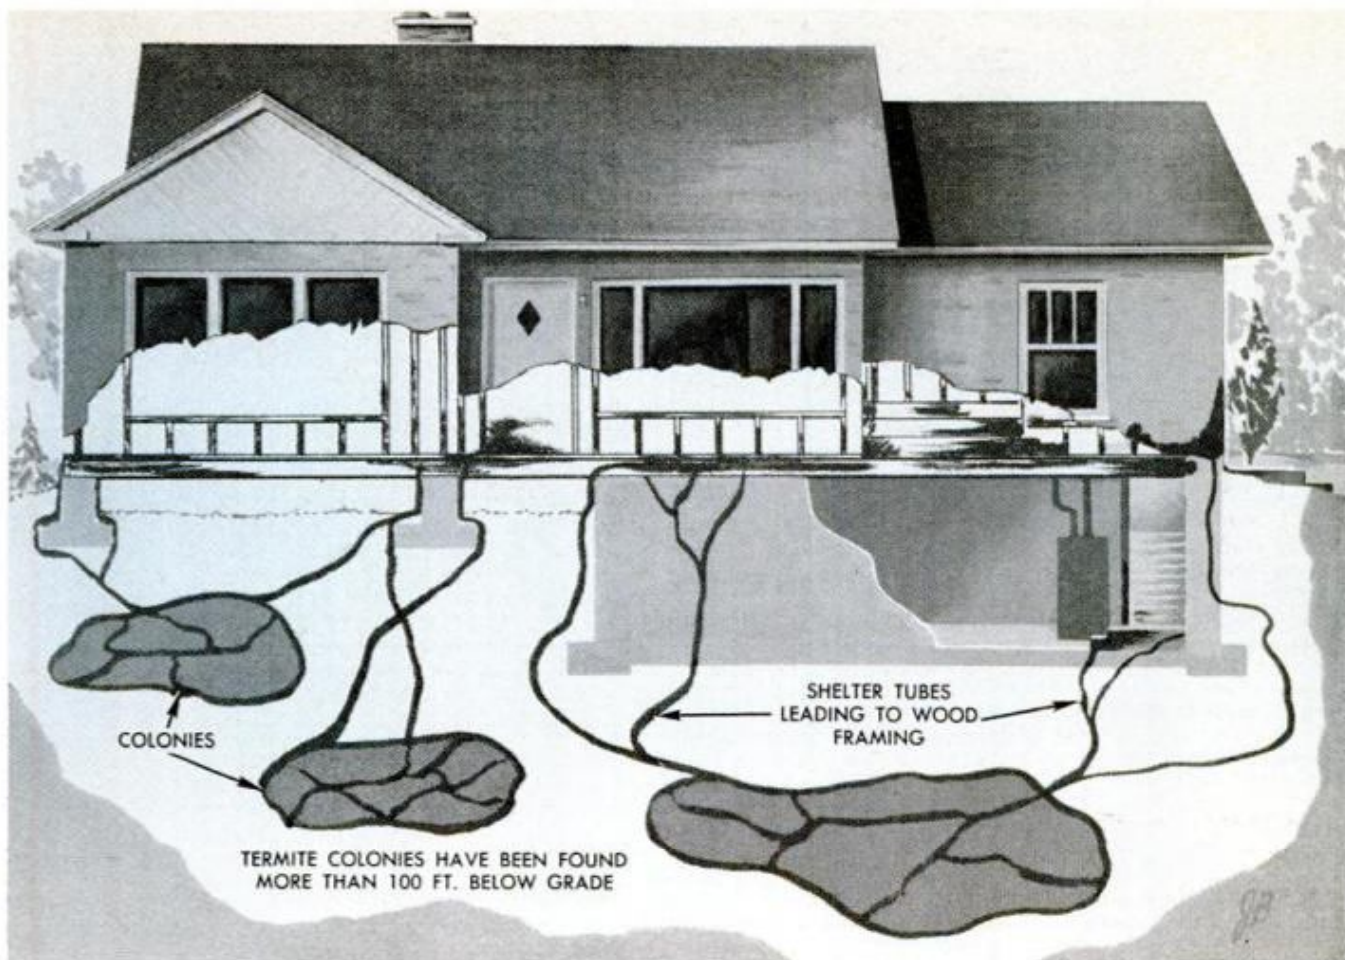 SHELTER TUBES
LEADING TO WOOD
FRAMING
COLONIES
TERMITE COLONIES HAVE BEEN FOUND
MORE THAN 100 FT. BELOW GRADE